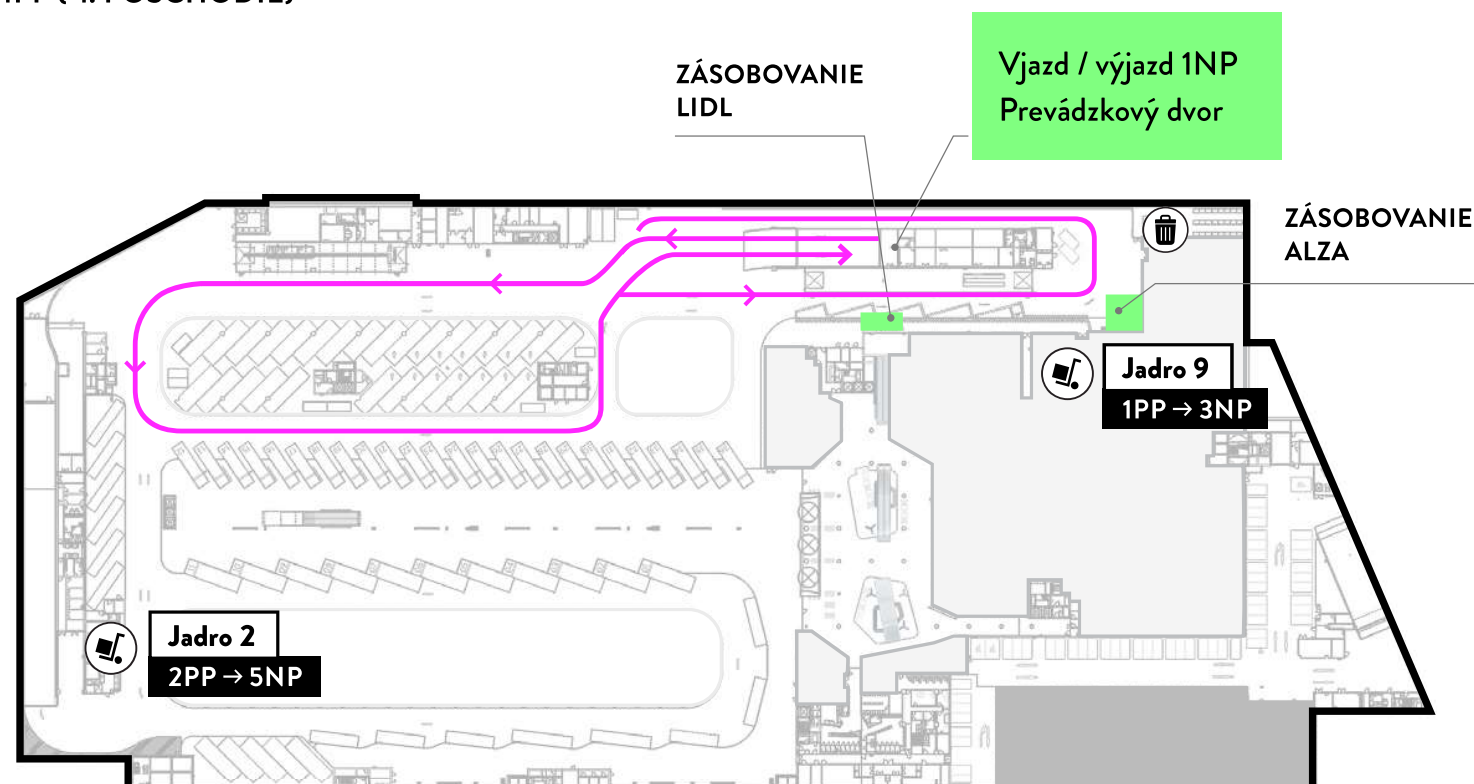 ZÁSOBOVANIE
LIDL
Vjazd / výjazd 1NP
Prevádzkový dvor
ZÁSOBOVANIE
ALZA
Jadro 9
1PP → 3NP
Jadro 2
2PP → 5NP